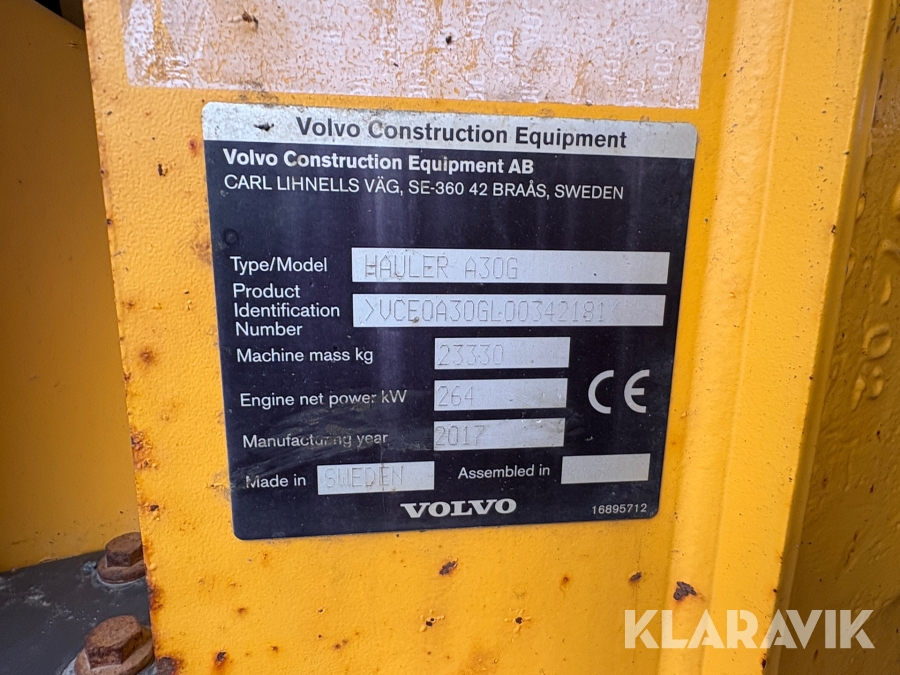 Volvo Construction Equipment
Volvo Construction Equipment AB
CARL LIHNELLS VÄG, SE-360 42 BRAÅS, SWEDEN
Type/Model HAULER A30G
Product Identification Number >VCE0A30GL00342181<
Machine mass kg 23330
Engine net power kW 264
CE
Manufacturing year 2017
Made in SWEDEN Assembled in
VOLVO
16895712
KLARAVIK